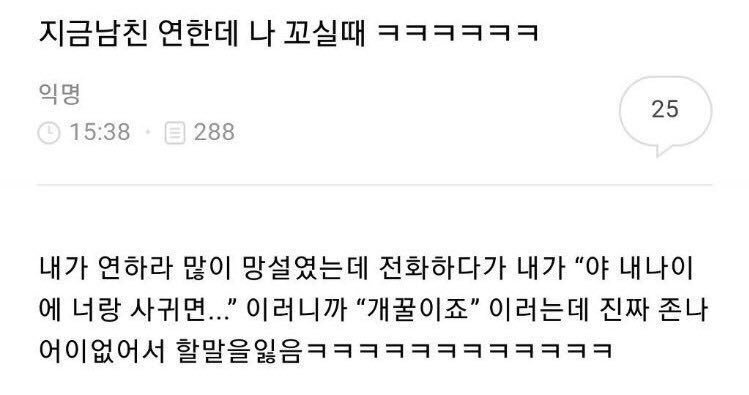 지금남친 연한데 나 꼬실때 ㅋㅋㅋㅋㅋㅋ
익명
15:38 · 288
25
내가 연하라 많이 망설였는데 전화하다가 내가 “야 내나이
에 너랑 사귀면...” 이러니까 “개꿀이죠” 이러는데 진짜 존나
어이없어서 할말을잃음ㅋㅋㅋㅋㅋㅋㅋㅋㅋㅋㅋㅋ